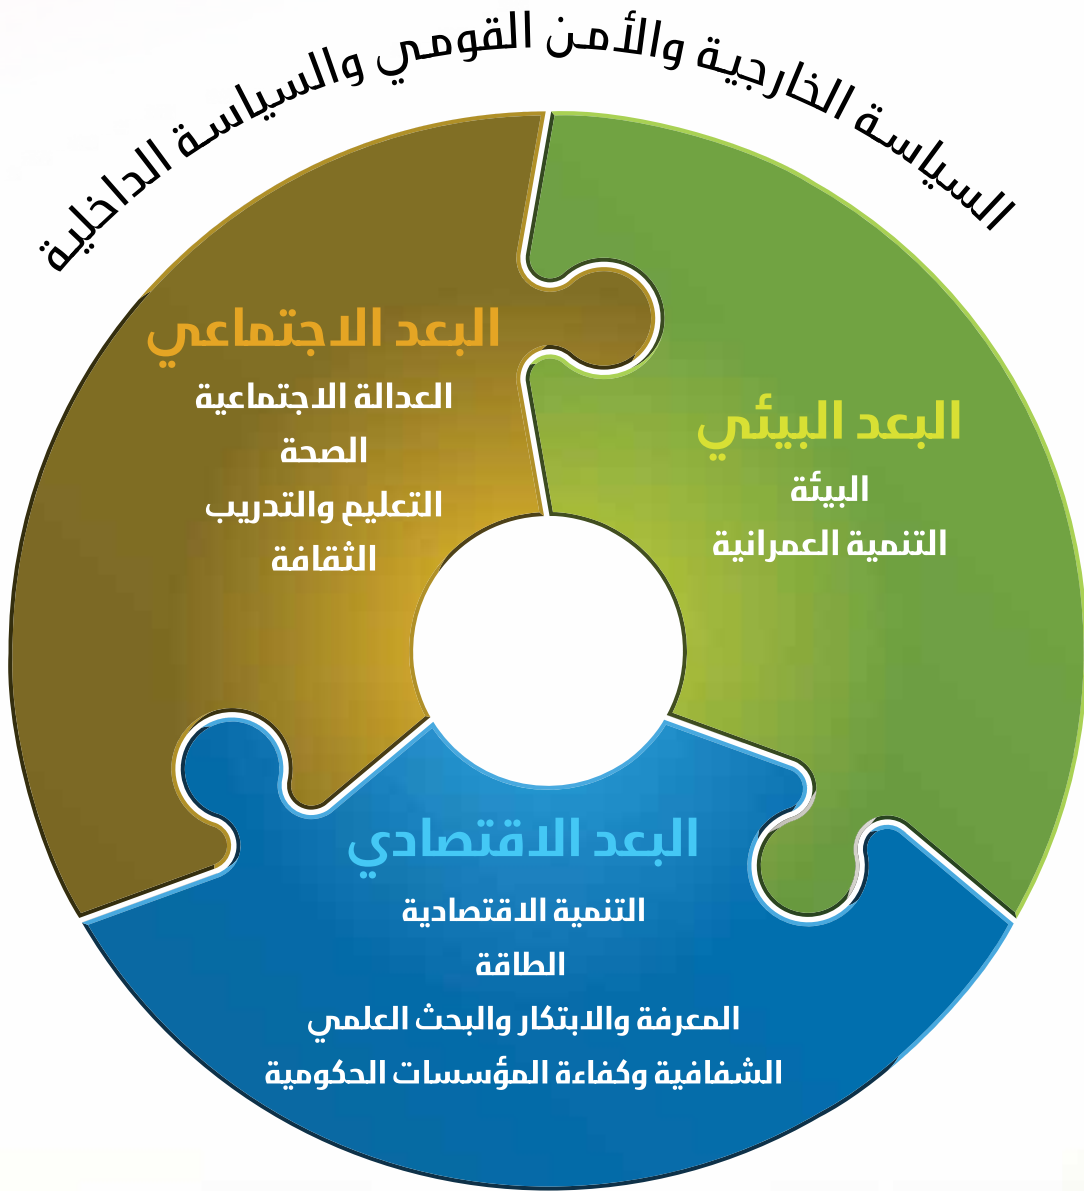 السياسة الخارجية والأمن القومي والسياسة الداخلية
البعد البيئي
البيئة
التنمية العمرانية
البعد الاجتماعي
العدالة الاجتماعية
الصحة
التعليم والتدريب
الثقافة
البعد الاقتصادي
التنمية الاقتصادية
الطاقة
المعرفة والابتكار والبحث العلمي
الشفافية وكفاءة المؤسسات الحكومية